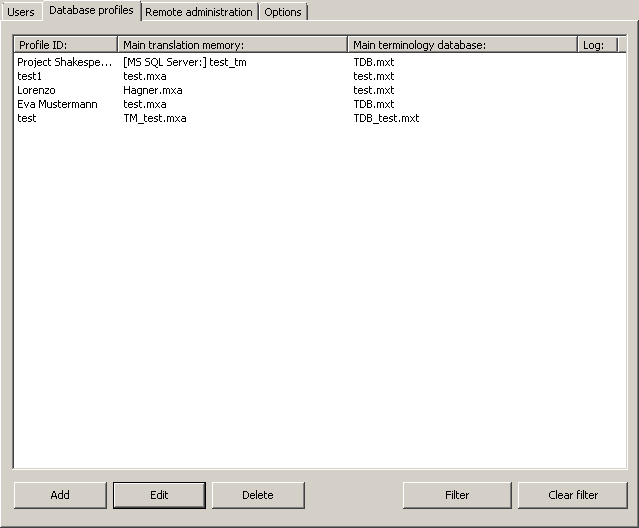 Users Database profiles Remote administration Options
Profile ID: Main translation memory: Main terminology database: Log:
Project Shakespe... [MS SQL Server:] test_tm TDB.mxt
test1 test.mxa test.mxt
Lorenzo Hagner.mxa test.mxt
Eva Mustermann test.mxa TDB.mxt
test TM_test.mxa TDB_test.mxt
Add Edit Delete Filter Clear filter